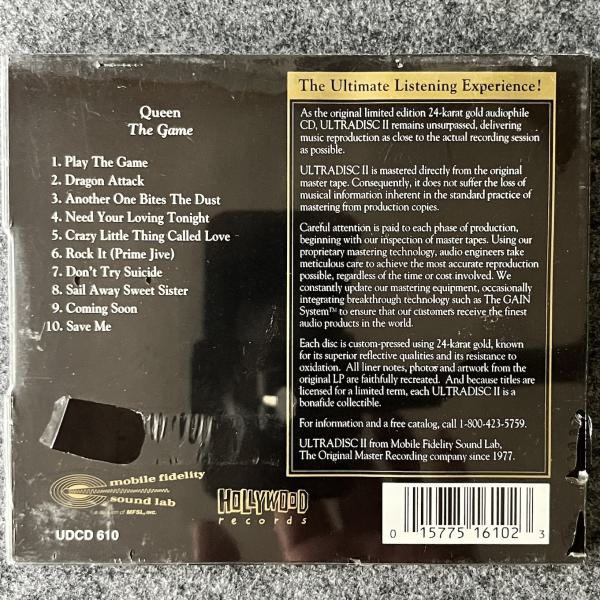 Queen
The Game
1. Play The Game
2. Dragon Attack
3. Another One Bites The Dust
4. Need Your Loving Tonight
5. Crazy Little Thing Called Love
6. Rock It (Prime Jive)
7. Don't Try Suicide
8. Sail Away Sweet Sister
9. Coming Soon
10. Save Me
The Ultimate Listening Experience!
As the original limited edition 24-karat gold audiophile
CD, ULTRADISC II remains unsurpassed, delivering
music reproduction as close to the actual recording session
as possible.
ULTRADISC II is mastered directly from the original
master tape. Consequently, it does not suffer the loss of
musical information inherent in the standard practice of
mastering from production copies.
Careful attention is paid to each phase of production,
beginning with our inspection of master tapes. Using our
proprietary mastering technology, audio engineers take
meticulous care to achieve the most accurate reproduction
possible, regardless of the time or cost involved. We
constantly update our mastering equipment, occasionally
integrating breakthrough technology such as The GAIN
System™ to ensure that our customers receive the finest
audio products in the world.
Each disc is custom-pressed using 24-karat gold, known
for its superior reflective qualities and its resistance to
oxidation. All liner notes, photos and artwork from the
original LP are faithfully recreated. And because titles are
licensed for a limited term, each ULTRADISC II is a
bonafide collectible.
For information and a free catalog, call 1-800-423-5759.
ULTRADISC II from Mobile Fidelity Sound Lab,
The Original Master Recording company since 1977.
mobile fidelity
sound lab
a division of MFSL, INC.
UDCD 610
HOLLYWOOD
records
0 15775 16102 3